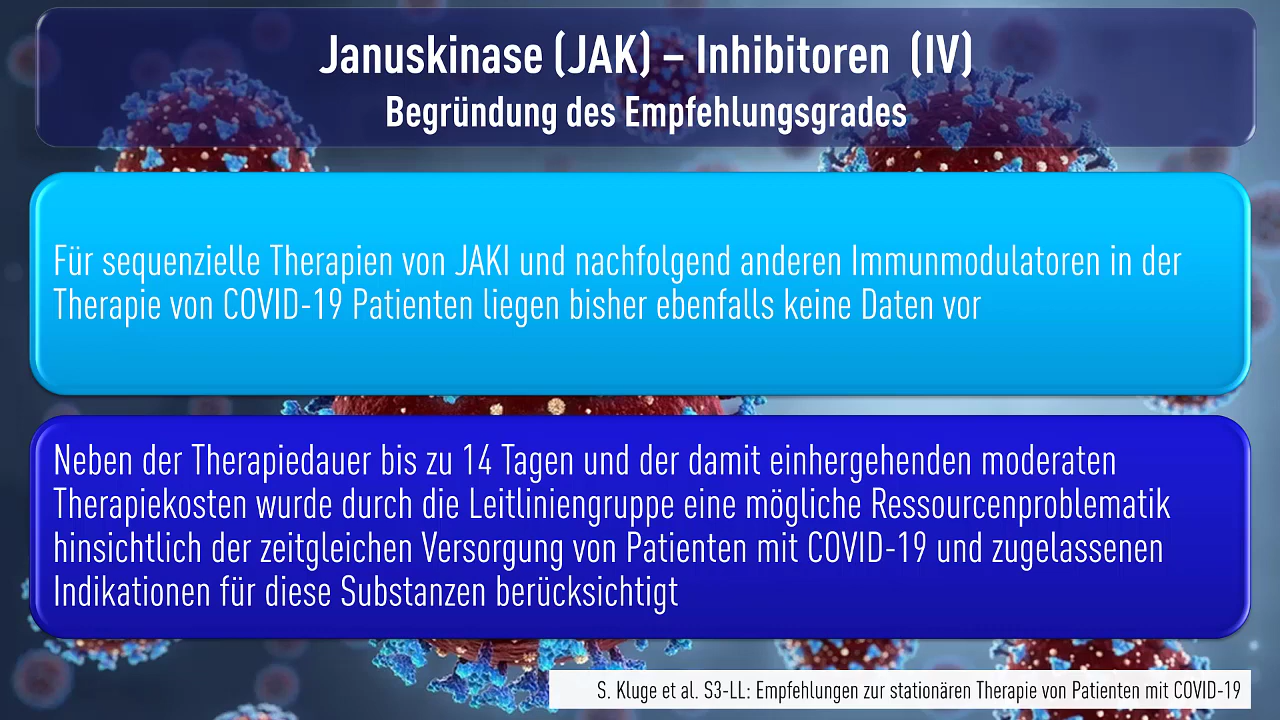 Januskinase (JAK) – Inhibitoren (IV)
Begründung des Empfehlungsgrades
Für sequenzielle Therapien von JAKI und nachfolgend anderen Immunmodulatoren in der
Therapie von COVID-19 Patienten liegen bisher ebenfalls keine Daten vor
Neben der Therapiedauer bis zu 14 Tagen und der damit einhergehenden moderaten
Therapiekosten wurde durch die Leitliniengruppe eine mögliche Ressourcenproblematik
hinsichtlich der zeitgleichen Versorgung von Patienten mit COVID-19 und zugelassenen
Indikationen für diese Substanzen berücksichtigt
S. Kluge et al. S3-LL: Empfehlungen zur stationären Therapie von Patienten mit COVID-19